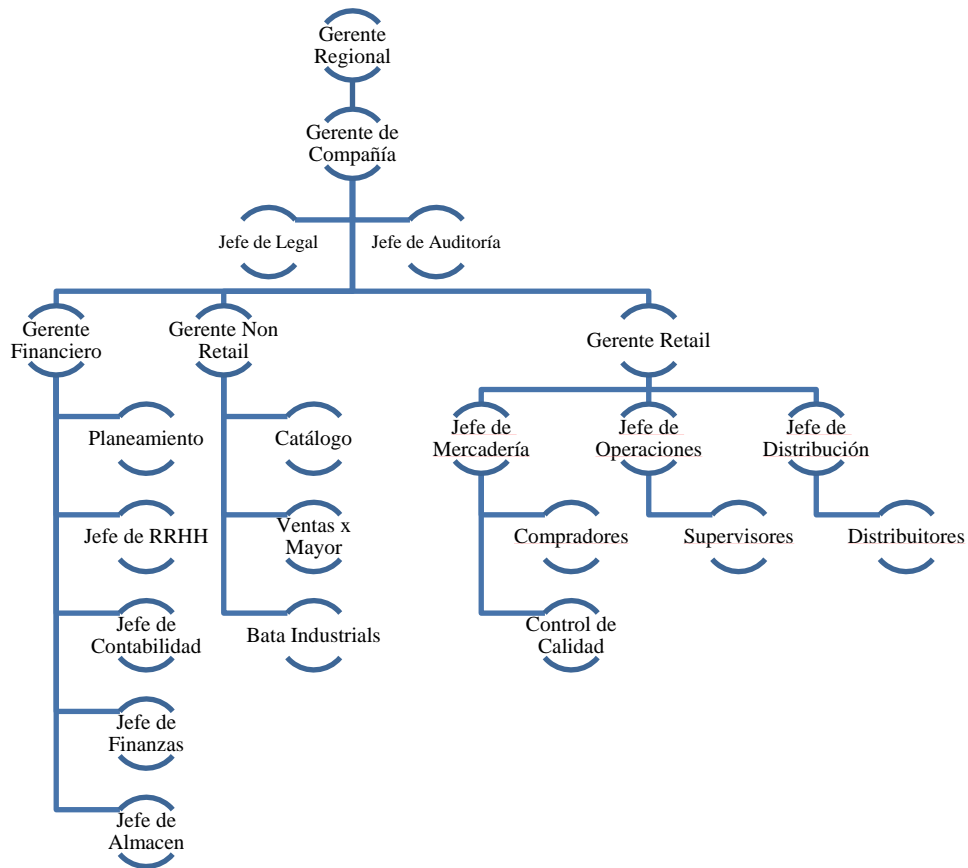 Gerente
Regional
Gerente de
Compañía
Jefe de Legal
Jefe de Auditoría
Gerente
Financiero
Gerente Non
Retail
Gerente Retail
Planeamiento
Jefe de RRHH
Jefe de
Contabilidad
Jefe de
Finanzas
Jefe de
Almacen
Catálogo
Ventas x
Mayor
Bata Industrials
Jefe de
Mercadería
Jefe de
Operaciones
Jefe de
Distribución
Compradores
Control de
Calidad
Supervisores
Distribuitores